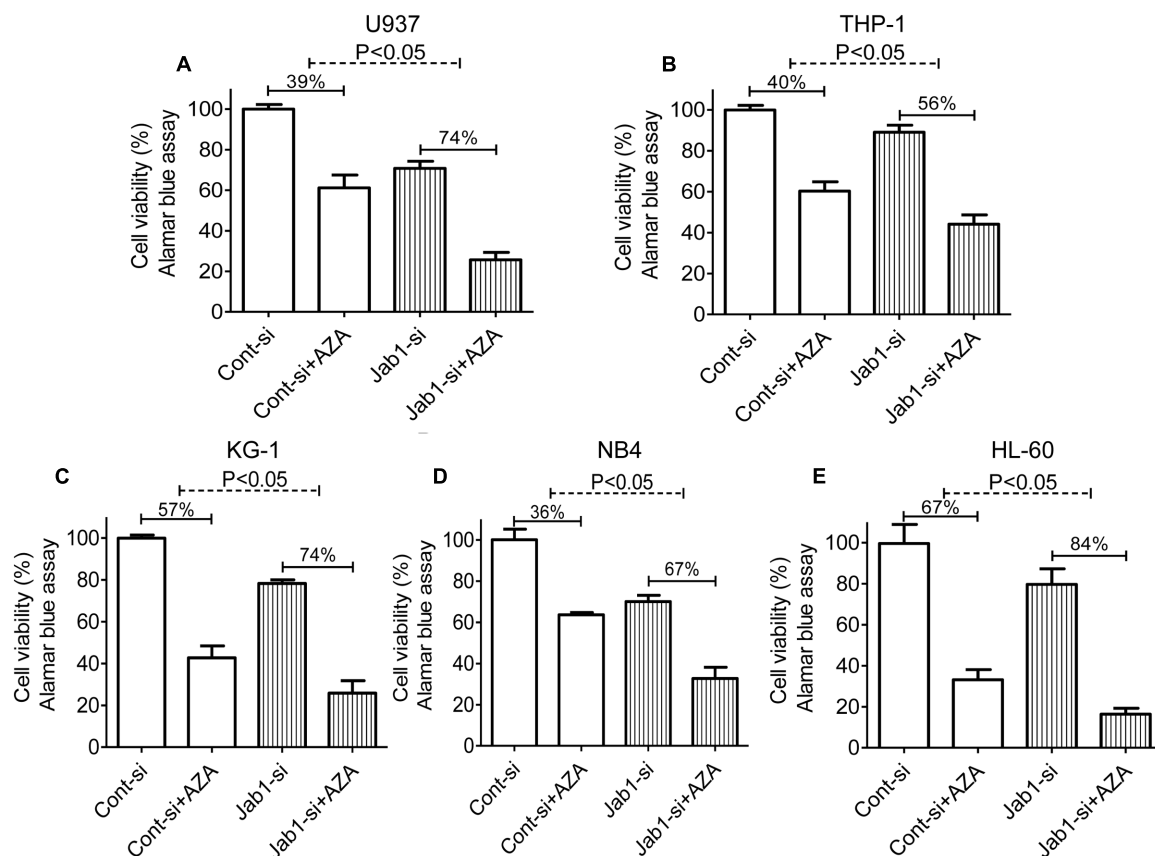 U937
A
P<0.05
39%
74%
Cell viability (%)
Alamar blue assay
100
80
60
40
20
0
Cont-si
Cont-si+AZA
Jab1-si
Jab1-si+AZA
THP-1
B
P<0.05
40%
56%
Cell viability (%)
Alamar blue assay
100
80
60
40
20
0
Cont-si
Cont-si+AZA
Jab1-si
Jab1-si+AZA
KG-1
C
P<0.05
57%
74%
Cell viability (%)
Alamar blue assay
100
80
60
40
20
0
Cont-si
Cont-si+AZA
Jab1-si
Jab1-si+AZA
NB4
D
P<0.05
36%
67%
Cell viability (%)
Alamar blue assay
100
80
60
40
20
0
Cont-si
Cont-si+AZA
Jab1-si
Jab1-si+AZA
HL-60
E
P<0.05
67%
84%
Cell viability (%)
Alamar blue assay
100
80
60
40
20
0
Cont-si
Cont-si+AZA
Jab1-si
Jab1-si+AZA